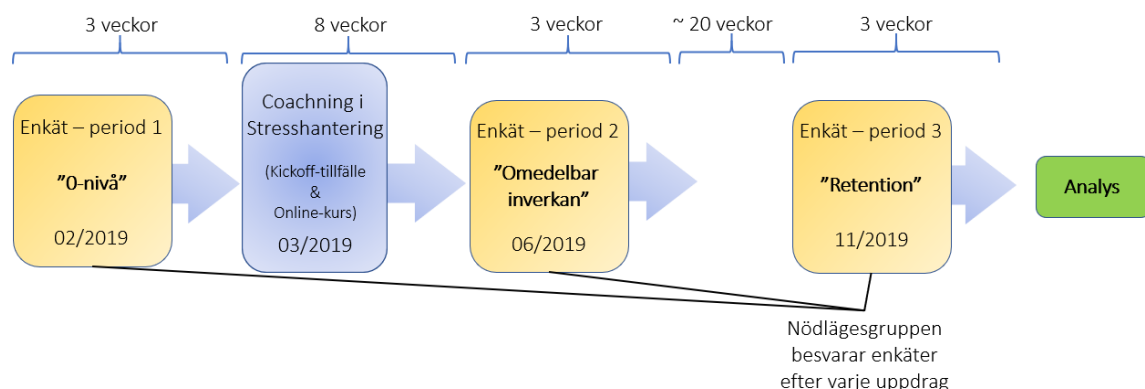 3 veckor
8 veckor
3 veckor
~ 20 veckor
3 veckor
Enkät – period 1
”0-nivå”
02/2019
Coachning i
Stresshantering
(Kickoff-tillfälle
&
Online-kurs)
03/2019
Enkät – period 2
”Omedelbar
inverkan”
06/2019
Enkät – period 3
”Retention”
11/2019
Analys
Nödlägesgruppen
besvarar enkäter
efter varje uppdrag